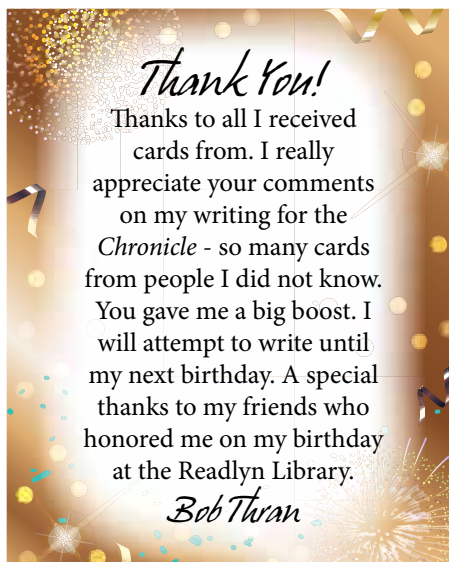 Thank You!
Thanks to all I received
cards from. I really
appreciate your comments
on my writing for the
Chronicle - so many cards
from people I did not know.
You gave me a big boost. I
will attempt to write until
my next birthday. A special
thanks to my friends who
honored me on my birthday
at the Readlyn Library.
Bob Thran